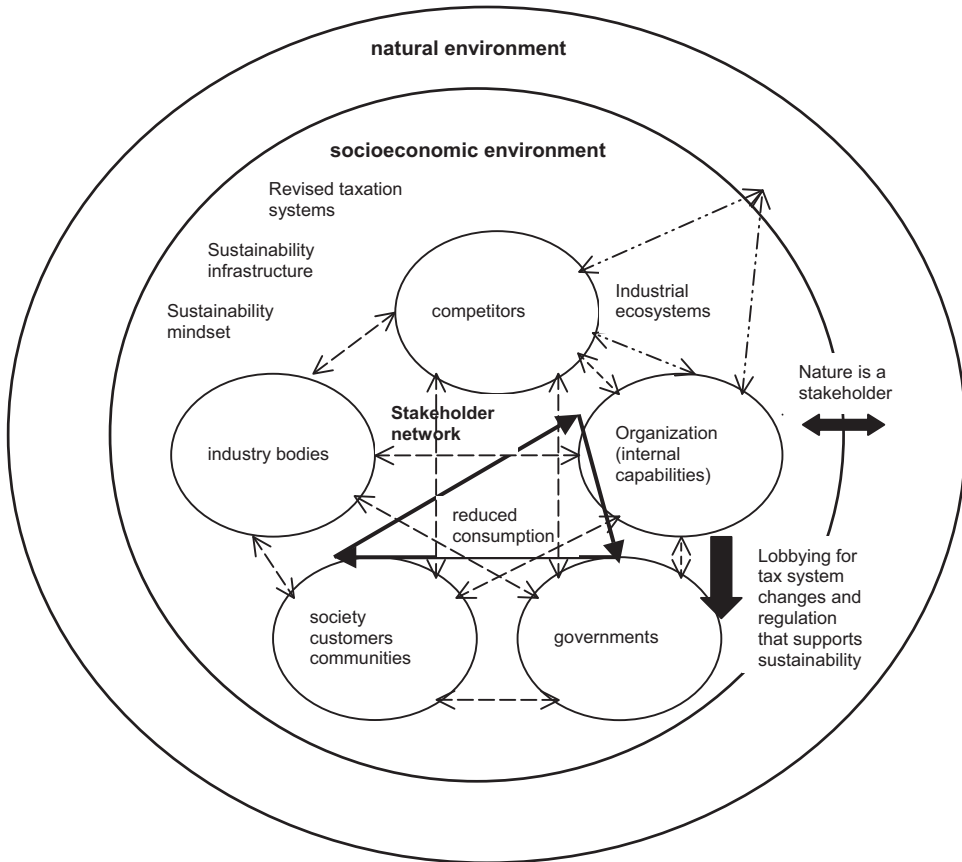 natural environment
socioeconomic environment
Revised taxation
systems
Sustainability
infrastructure
Sustainability
mindset
competitors
Industrial
ecosystems
Nature is a
stakeholder
Stakeholder
network
industry bodies
Organization
(internal
capabilities)
reduced
consumption
society
customers
communities
governments
Lobbying for
tax system
changes and
regulation
that supports
sustainability